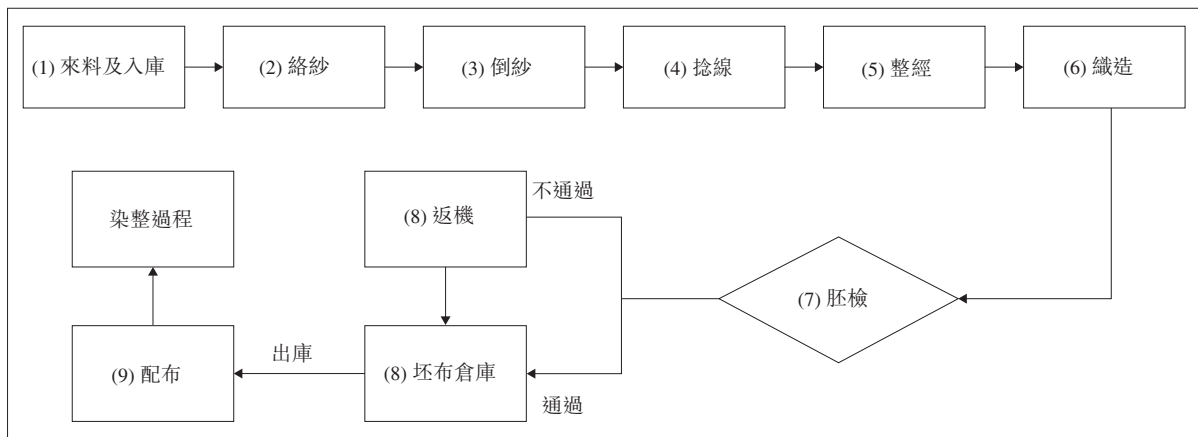 (1) 來料及入庫
(2) 絡紗
(3) 倒紗
(4) 捻線
(5) 整經
(6) 織造
染整過程
(8) 返機
不通過
(7) 胚檢
(9) 配布
出庫
(8) 坯布倉庫
通過